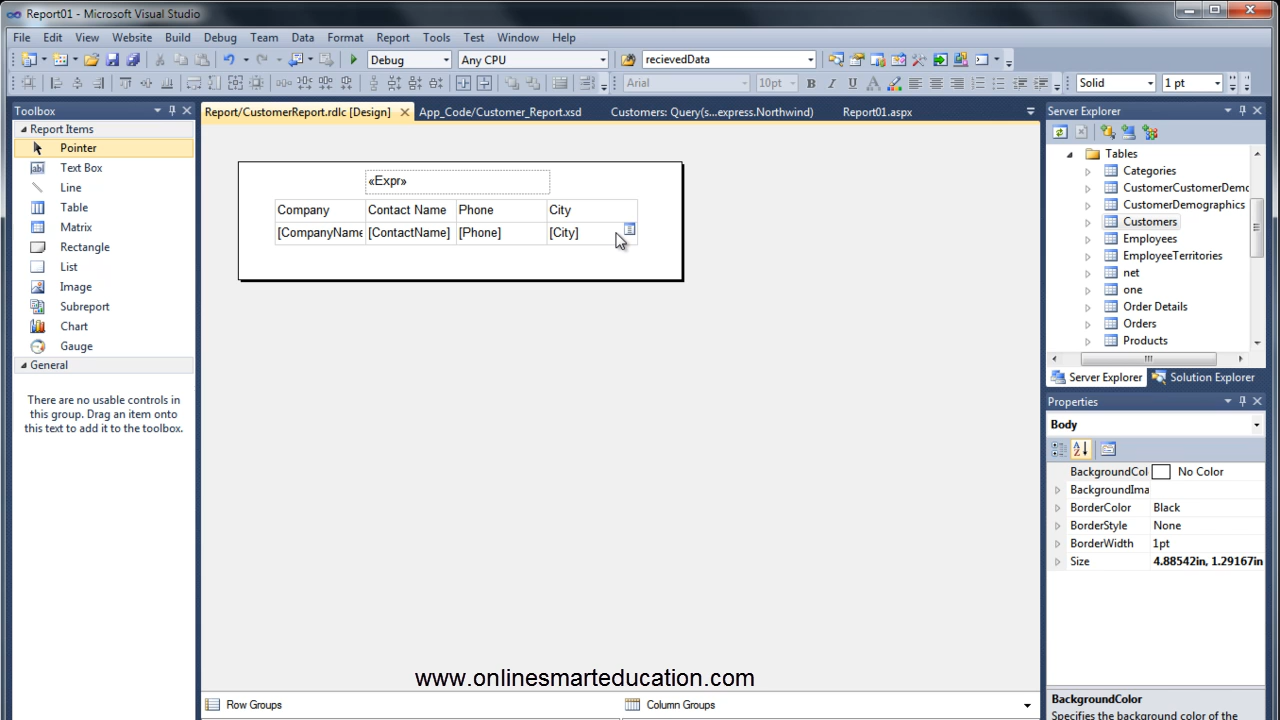 Report01 - Microsoft Visual Studio
File Edit View Website Build Debug Team Data Format Report Tools Test Window Help
Debug Any CPU recievedData
Arial 10pt B I U A Solid 1 pt
Toolbox
Report Items
Pointer
Text Box
Line
Table
Matrix
Rectangle
List
Image
Subreport
Chart
Gauge
General
There are no usable controls in
this group. Drag an item onto
this text to add it to the toolbox.
Report/CustomerReport.rdlc [Design] App_Code/Customer_Report.xsd Customers: Query(s...express.Northwind) Report01.aspx
«Expr»
Company Contact Name Phone City
[CompanyName [ContactName] [Phone] [City]
www.onlinesmarteducation.com
Row Groups Column Groups
Server Explorer
Tables
Categories
CustomerCustomerDemo
CustomerDemographics
Customers
Employees
EmployeeTerritories
net
one
Order Details
Orders
Products
Server Explorer Solution Explorer
Properties
Body
BackgroundCol No Color
BackgroundIma
BorderColor Black
BorderStyle None
BorderWidth 1pt
Size 4.88542in, 1.29167in
BackgroundColor
Specifies the background color of the